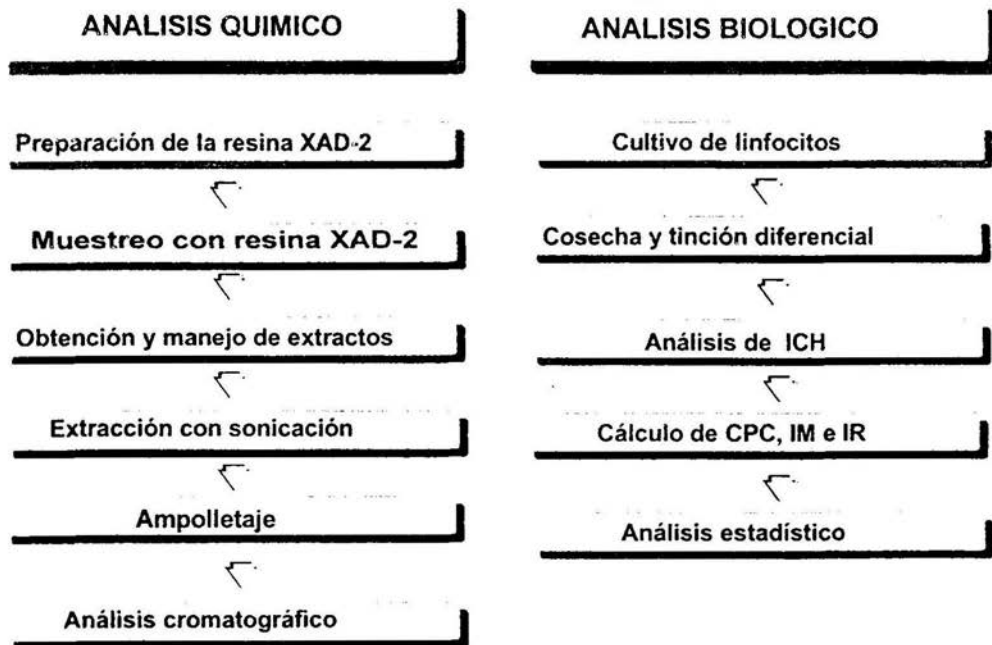 ANALISIS QUIMICO
Preparación de la resina XAD-2
Muestreo con resina XAD-2
Obtención y manejo de extractos
Extracción con sonicación
Ampolletaje
Análisis cromatográfico
ANALISIS BIOLOGICO
Cultivo de linfocitos
Cosecha y tinción diferencial
Análisis de ICH
Cálculo de CPC, IM e IR
Análisis estadístico